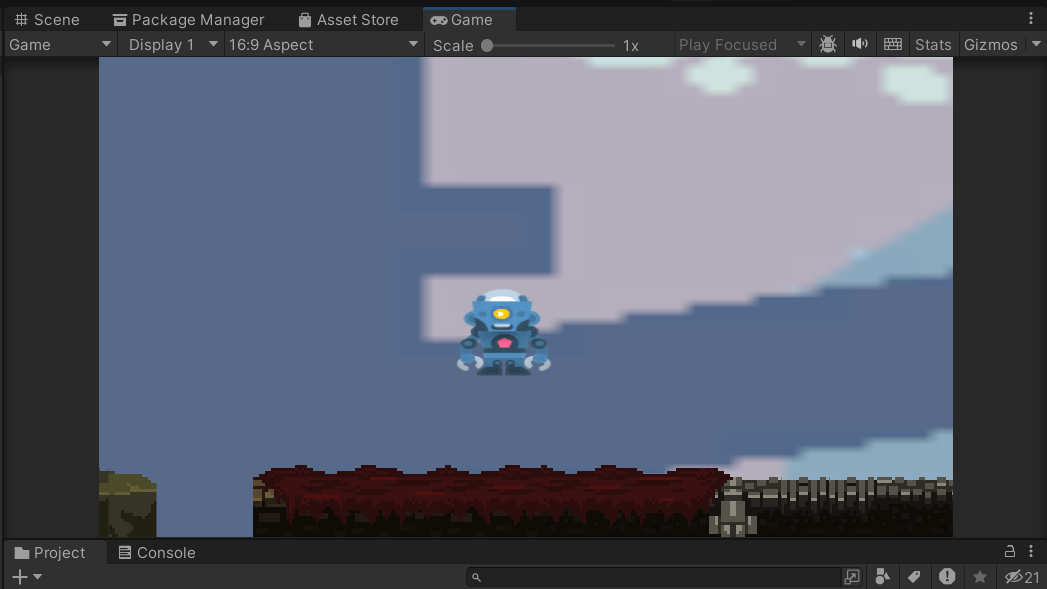 Scene Package Manager Asset Store Game
Game Display 1 16:9 Aspect Scale 1x Play Focused Stats Gizmos
Project Console
21